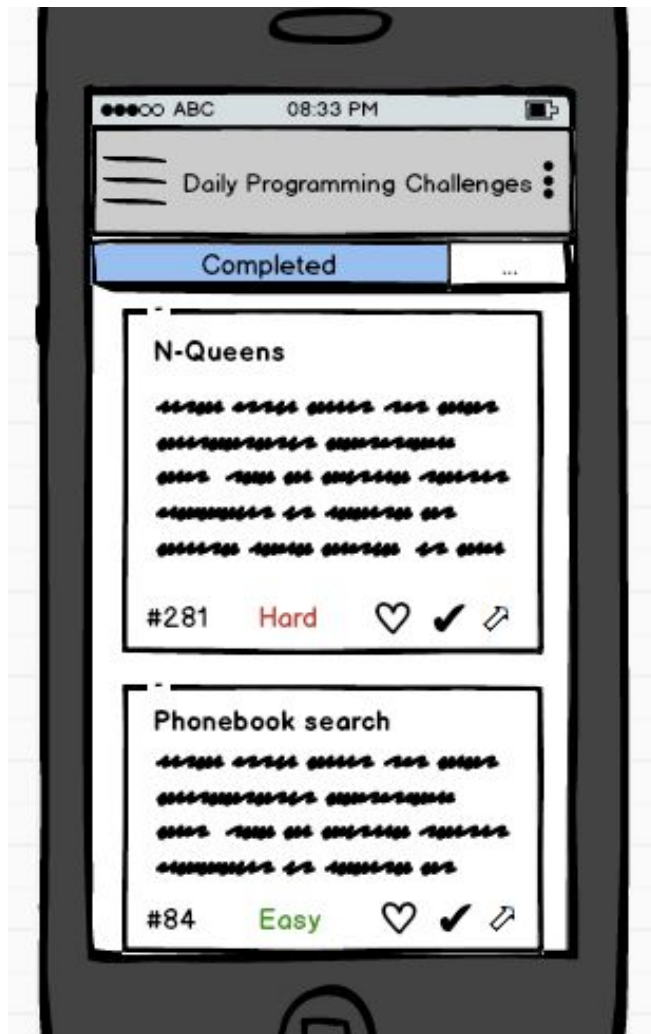 ABC 08:33 PM
Daily Programming Challenges
Completed ...
N-Queens
#281 Hard
Phonebook search
#84 Easy